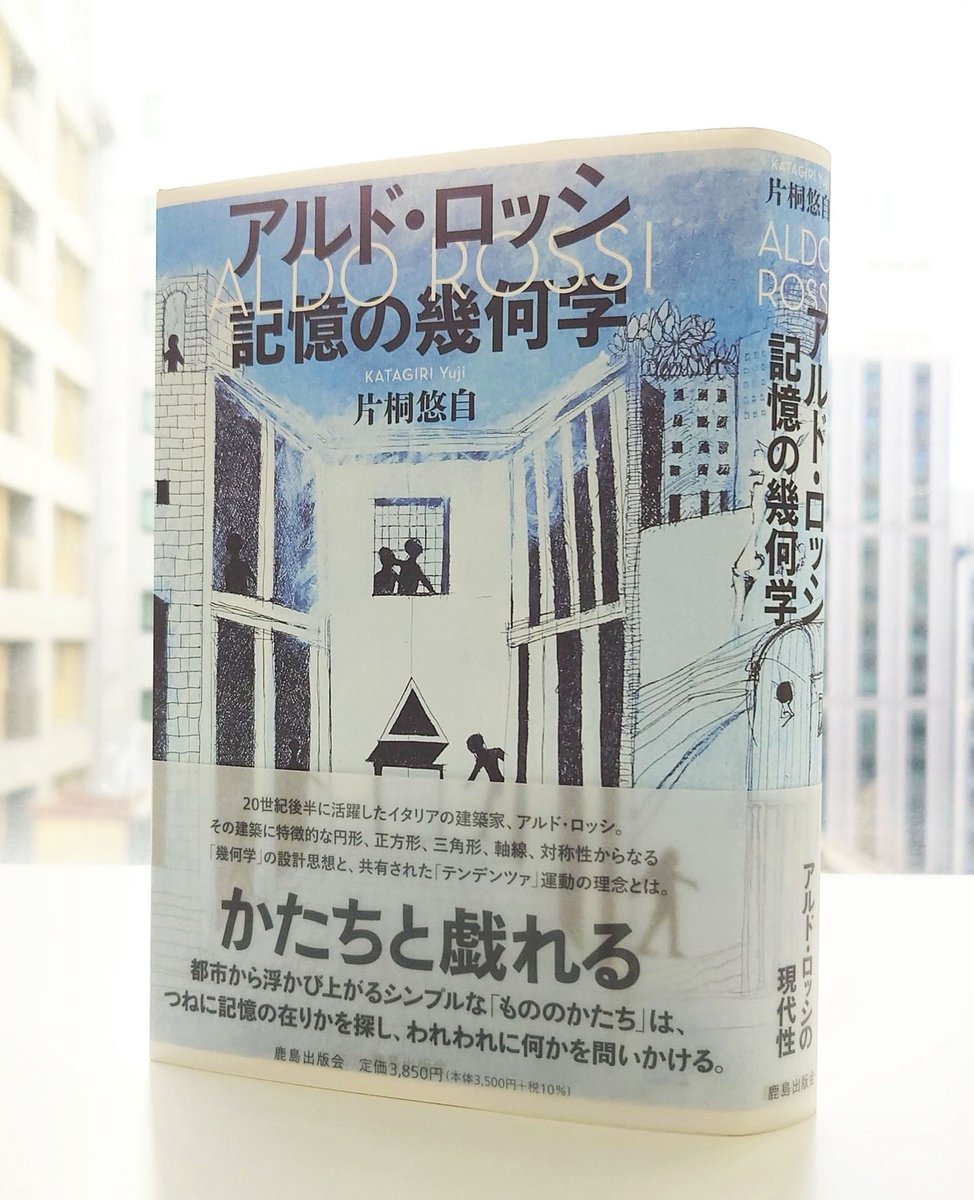 アルド・ロッシ
ALDO ROSSI
記憶の幾何学
KATAGIRI Yuji
片桐悠自
20世紀後半に活躍したイタリアの建築家、アルド・ロッシ。
その建築に特徴的な円形、正方形、三角形、軸線、対称性からなる
「幾何学」の設計思想と、共有された「テンデンツァ」運動の理念とは。
かたちと戯れる
都市から浮かび上がるシンプルな「もののかたち」は、
つねに記憶の在りかを探し、われわれに何かを問いかける。
鹿島出版会 定価3,850円(本体3,500円+税10%)
KATAGIRI Yu
片桐悠自
ALDO
ROSS
アルド・ロッシ
記憶の幾何学
アルド・ロッシの
現代性
鹿島出版会